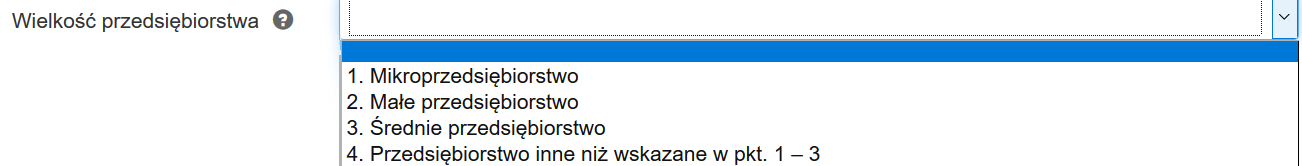 Wielkość przedsiębiorstwa ?
1. Mikroprzedsiębiorstwo
2. Małe przedsiębiorstwo
3. Średnie przedsiębiorstwo
4. Przedsiębiorstwo inne niż wskazane w pkt. 1 – 3